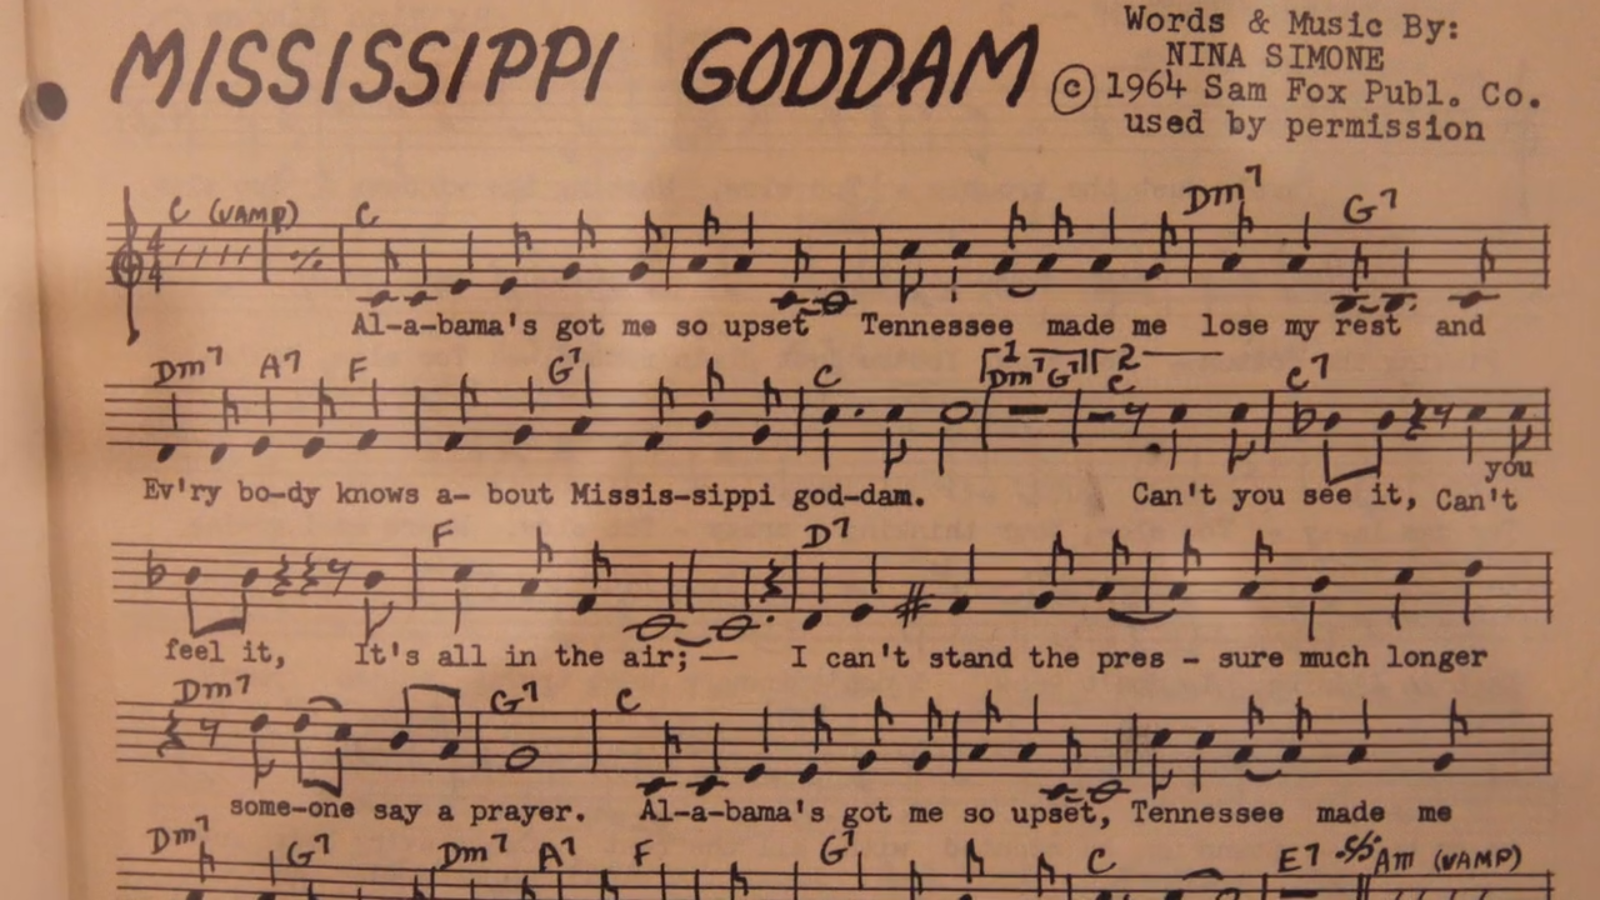 MISSISSIPPI GODDAM
Words & Music By:
NINA SIMONE
© 1964 Sam Fox Publ. Co.
used by permission
C (VAMP) C Dm7 G7
4
4
Al-a-bama's got me so upset Tennessee made me lose my rest and
Dm7 A7 F G7 C 1 Dm7 G7 2 C C7
Ev'ry bo-dy knows a- bout Missis-sippi god-dam. Can't you see it, Can't you
F D7
feel it, It's all in the air;— I can't stand the pres - sure much longer
Dm7 G7 C
some-one say a prayer. Al-a-bama's got me so upset, Tennessee made me
Dm7 G7 Dm7 A7 F G7 C E7 Am (VAMP)